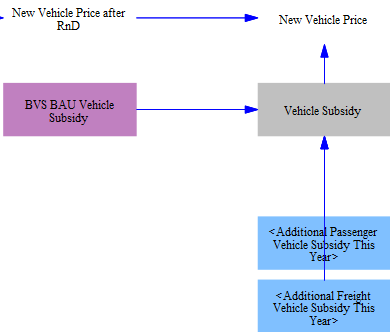 New Vehicle Price after
RnD
New Vehicle Price
BVS BAU Vehicle
Subsidy
Vehicle Subsidy
<Additional Passenger
Vehicle Subsidy This
Year>
<Additional Freight
Vehicle Subsidy This
Year>